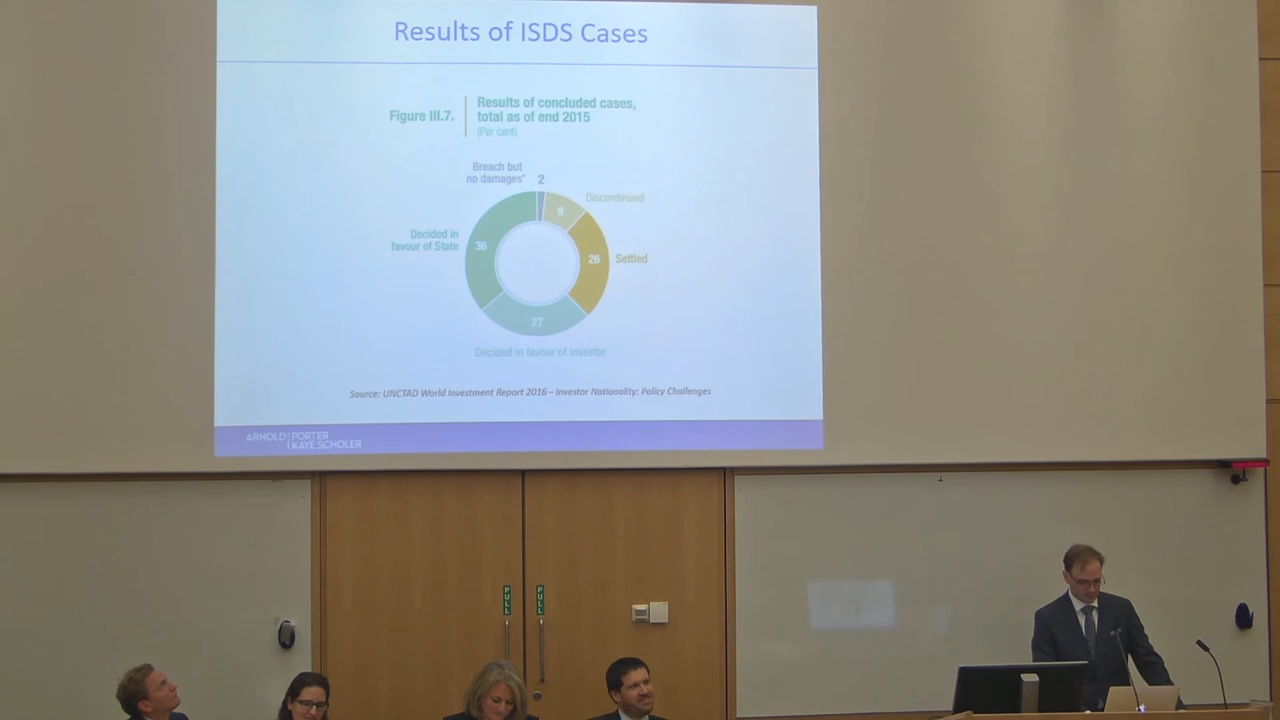 Results of ISDS Cases
Figure III.7.
Results of concluded cases,
total as of end 2015
(Per cent)
Breach but
no damages*
2
Discontinued
9
Decided in
favour of State
36
26
Settled
27
Decided in favour of investor
Source: UNCTAD World Investment Report 2016 – Investor Nationality: Policy Challenges
ARNOLD PORTER
KAYE SCHOLER
PULL
PULL